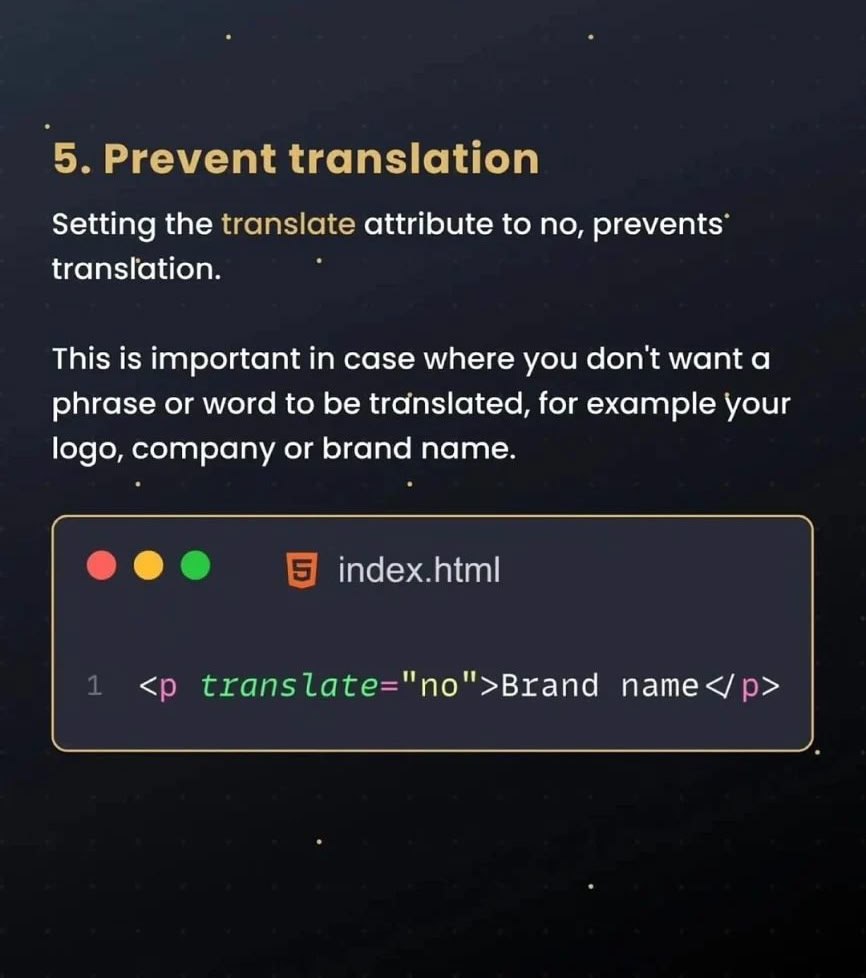 5. Prevent translation
Setting the translate attribute to no, prevents
translation.
This is important in case where you don't want a
phrase or word to be translated, for example your
logo, company or brand name.
index.html
1 <p translate="no">Brand name</p>